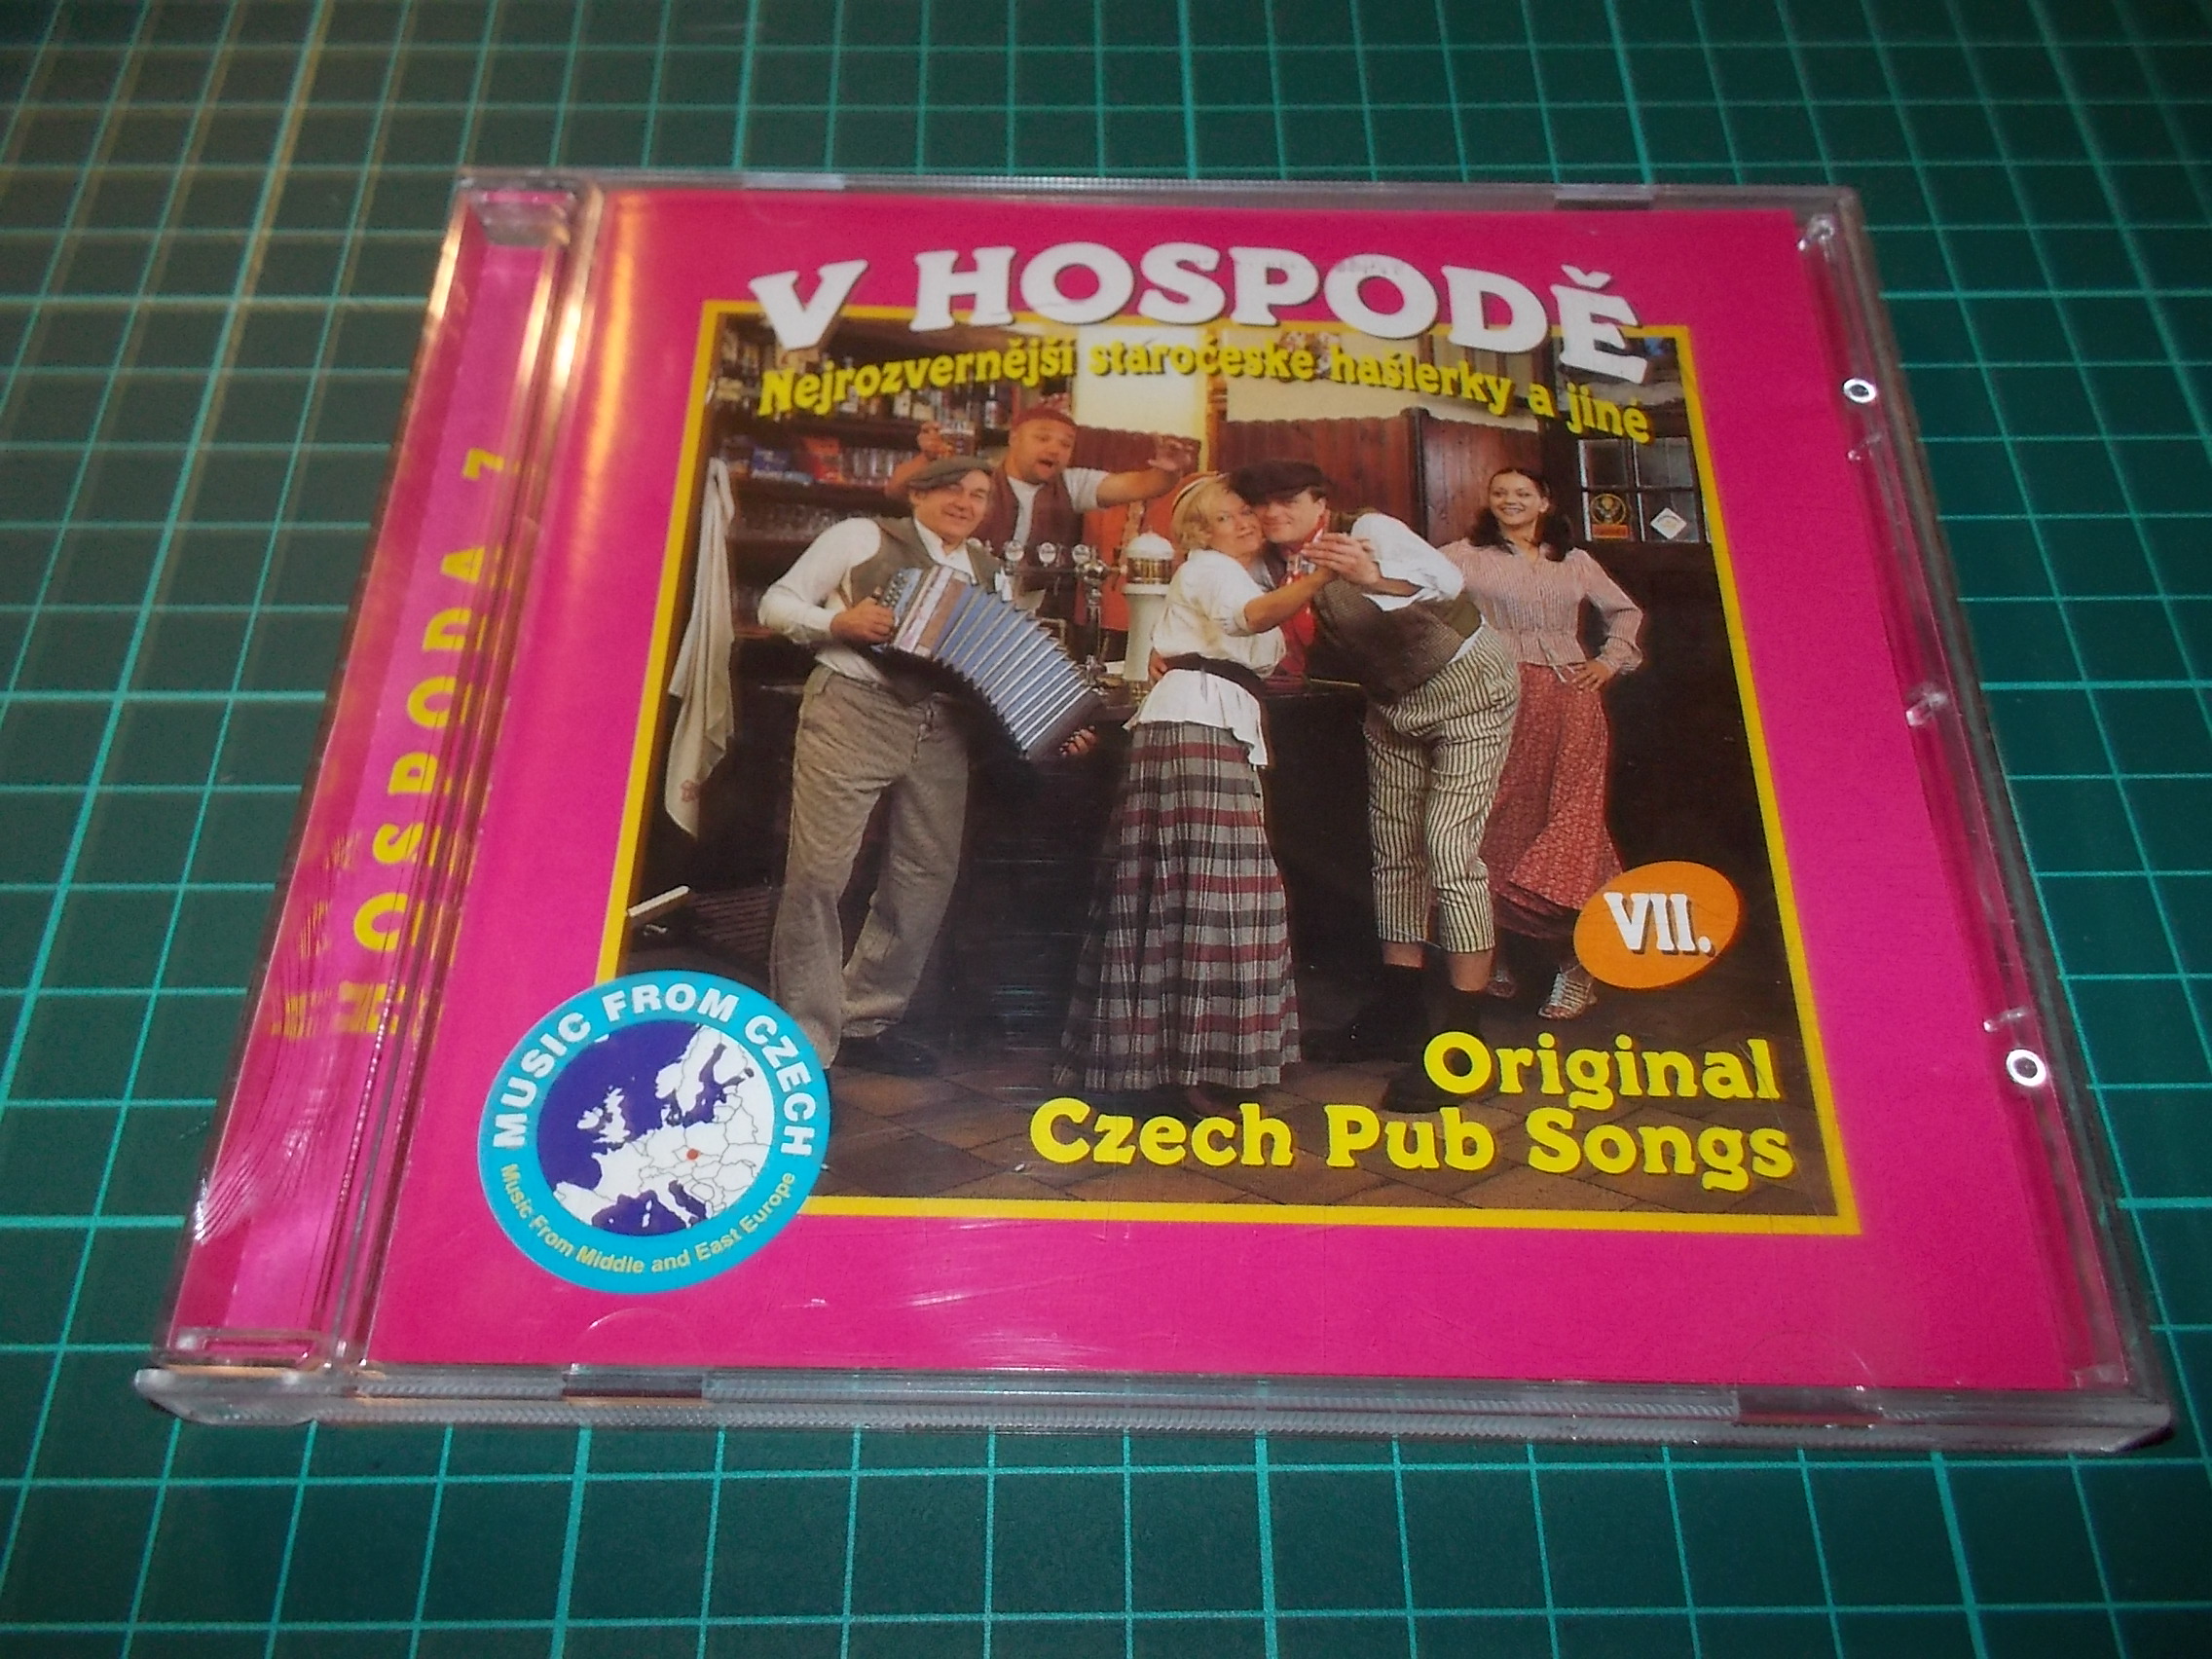 V HOSPODĚ
Nejrozvernější staročeské hašlerky a jiné
VII.
Original
Czech Pub Songs
MUSIC FROM CZECH
Music From Middle and East Europe
HOSPODA 7